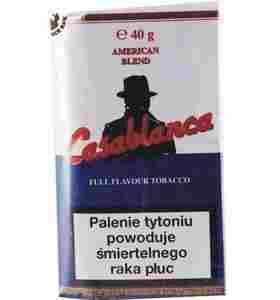 ℮ 40 g
AMERICAN
BLEND
Casablanca
FULL FLAVOUR TOBACCO
Palenie tytoniu
powoduje
śmiertelnego
raka płuc